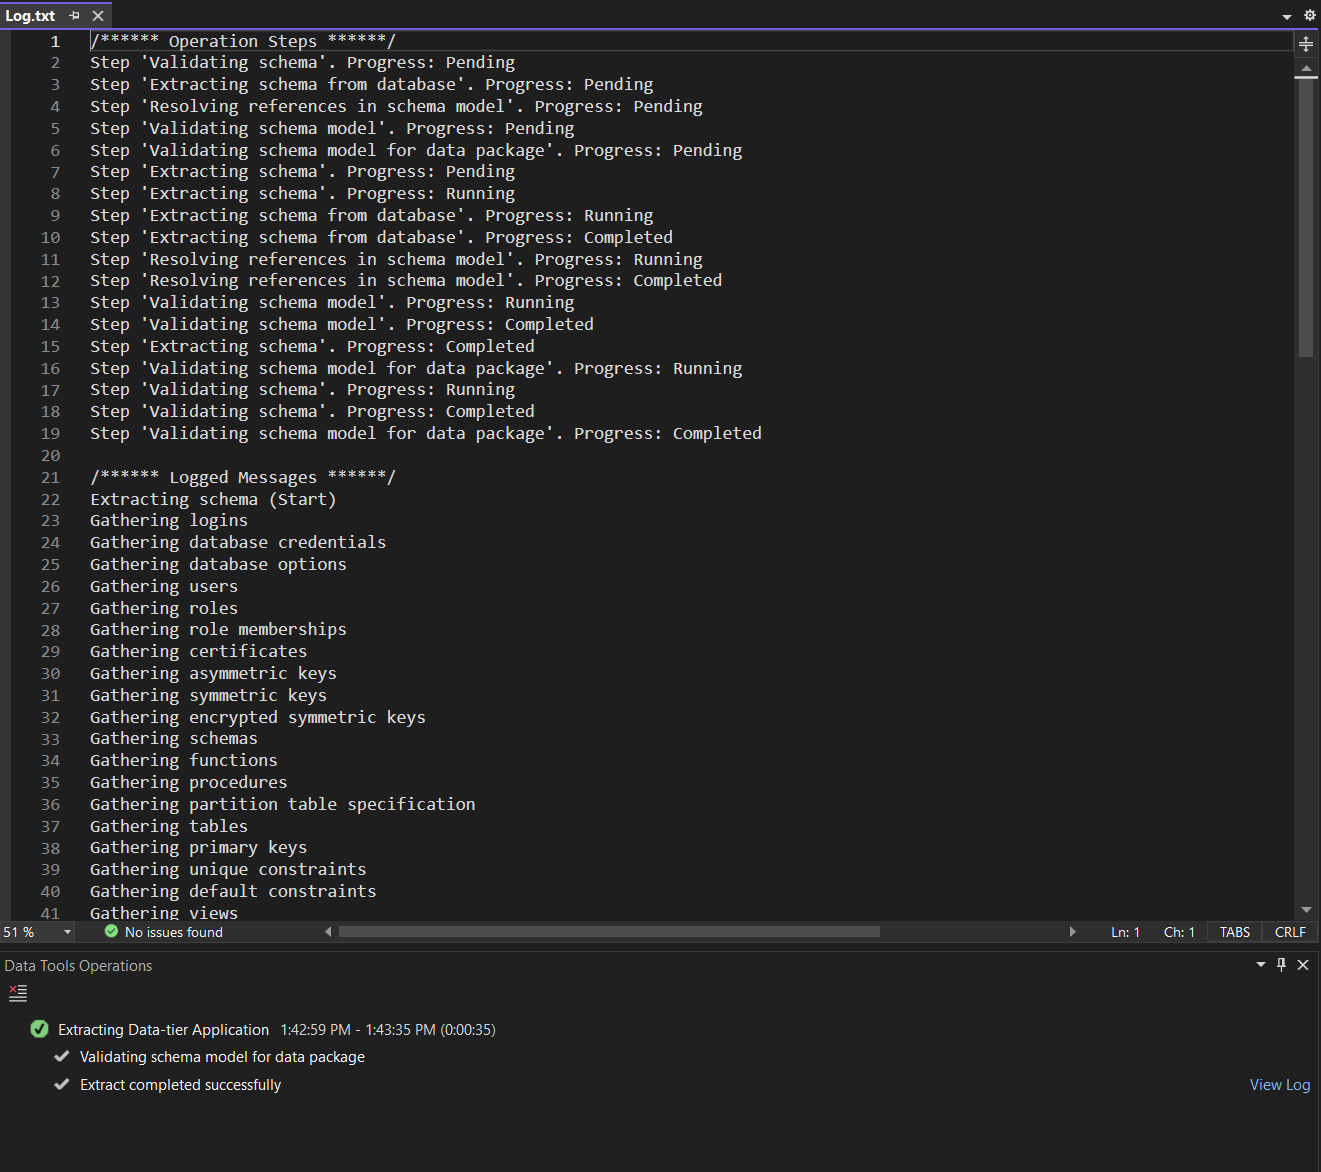 Log.txt
1 /****** Operation Steps ******/
2 Step 'Validating schema'. Progress: Pending
3 Step 'Extracting schema from database'. Progress: Pending
4 Step 'Resolving references in schema model'. Progress: Pending
5 Step 'Validating schema model'. Progress: Pending
6 Step 'Validating schema model for data package'. Progress: Pending
7 Step 'Extracting schema'. Progress: Pending
8 Step 'Extracting schema'. Progress: Running
9 Step 'Extracting schema from database'. Progress: Running
10 Step 'Extracting schema from database'. Progress: Completed
11 Step 'Resolving references in schema model'. Progress: Running
12 Step 'Resolving references in schema model'. Progress: Completed
13 Step 'Validating schema model'. Progress: Running
14 Step 'Validating schema model'. Progress: Completed
15 Step 'Extracting schema'. Progress: Completed
16 Step 'Validating schema model for data package'. Progress: Running
17 Step 'Validating schema'. Progress: Running
18 Step 'Validating schema'. Progress: Completed
19 Step 'Validating schema model for data package'. Progress: Completed
20
21 /****** Logged Messages ******/
22 Extracting schema (Start)
23 Gathering logins
24 Gathering database credentials
25 Gathering database options
26 Gathering users
27 Gathering roles
28 Gathering role memberships
29 Gathering certificates
30 Gathering asymmetric keys
31 Gathering symmetric keys
32 Gathering encrypted symmetric keys
33 Gathering schemas
34 Gathering functions
35 Gathering procedures
36 Gathering partition table specification
37 Gathering tables
38 Gathering primary keys
39 Gathering unique constraints
40 Gathering default constraints
41 Gathering views
51 % No issues found Ln: 1 Ch: 1 TABS CRLF
Data Tools Operations
Extracting Data-tier Application 1:42:59 PM - 1:43:35 PM (0:00:35)
Validating schema model for data package
Extract completed successfully View Log